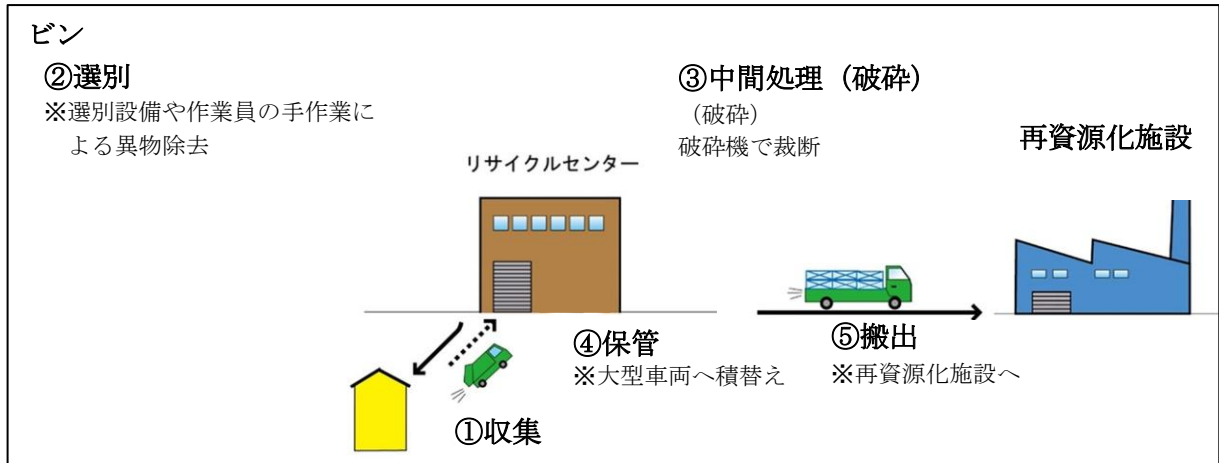 ビン
②選別
※選別設備や作業員の手作業に
よる異物除去
③中間処理（破砕）
（破砕）
破砕機で裁断
再資源化施設
リサイクルセンター
④保管
※大型車両へ積替え
⑤搬出
※再資源化施設へ
①収集